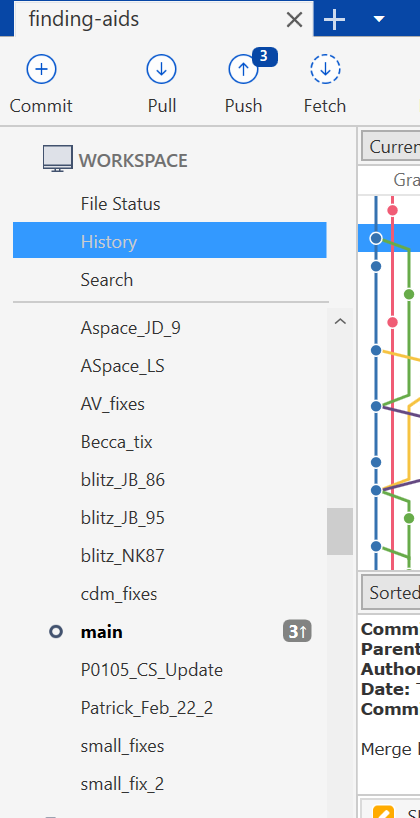 finding-aids
3
Commit Pull Push Fetch
WORKSPACE
File Status
History
Search
Aspace_JD_9
ASpace_LS
AV_fixes
Becca_tix
blitz_JB_86
blitz_JB_95
blitz_NK87
cdm_fixes
main 3↑
P0105_CS_Update
Patrick_Feb_22_2
small_fixes
small_fix_2
Curren
Gra
Sorted
Comm
Parent
Author
Date:
Comm
Merge